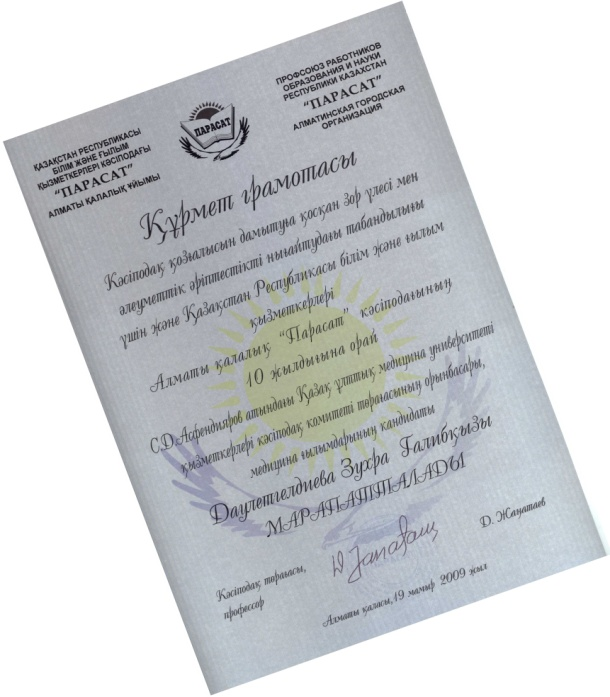 ҚАЗАҚСТАН РЕСПУБЛИКАСЫ
БІЛІМ ЖӘНЕ ҒЫЛЫМ
ҚЫЗМЕТКЕРЛЕРІ КӘСІПОДАҒЫ
"ПАРАСАТ"
АЛМАТЫ ҚАЛАЛЫҚ ҰЙЫМЫ
ПАРАСАТ
ПРОФСОЮЗ РАБОТНИКОВ
ОБРАЗОВАНИЯ И НАУКИ
РЕСПУБЛИКИ КАЗАХСТАН
"ПАРАСАТ"
АЛМАТИНСКАЯ ГОРОДСКАЯ
ОРГАНИЗАЦИЯ
Құрмет грамотасы
Кәсіподақ қозғалысын дамытуға қосқан зор үлесі мен
әлеуметтік әріптестікті нығайтудағы табандылығы
үшін және Қазақстан Республикасы білім және ғылым
қызметкерлері
Алматы қалалық "Парасат" кәсіподағының
10 жылдығына орай
С.Д.Асфендияров атындағы Қазақ ұлттық медицина университеті
қызметкерлері кәсіподақ комитеті төрағасының орынбасары,
медицина ғылымдарының кандидаты
Даулетгелдиева Зухра Ғалибқызы
МАРАПАТТАЛАДЫ
Кәсіподақ төрағасы,
профессор
Д. Жаңатаев
Алматы қаласы,19 мамыр 2009 жыл